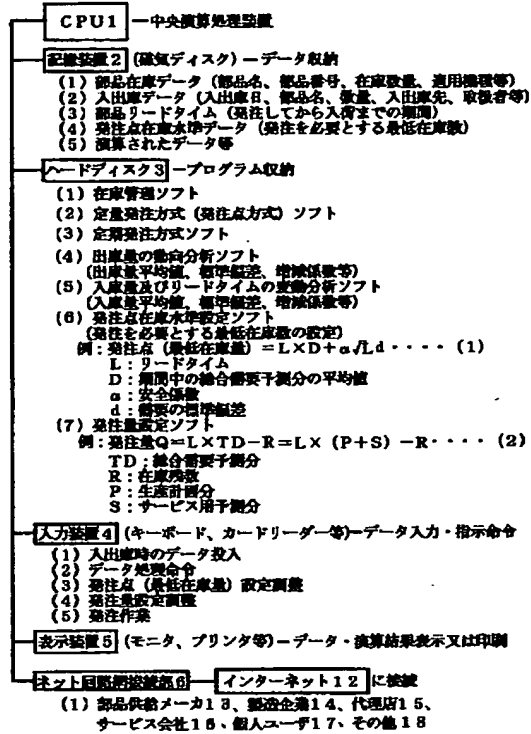 CPU1 －中央演算処理装置
記憶装置2 (磁気ディスク) －データ収納
(1) 部品在庫データ (部品名、部品番号、在庫数量、適用機種等)
(2) 入出庫データ (入出庫日、部品名、数量、入出庫先、取扱者等)
(3) 部品リードタイム (発注してから入荷までの期間)
(4) 発注点在庫水準データ (発注を必要とする最低在庫数)
(5) 演算されたデータ等
ハードディスク3 －プログラム収納
(1) 在庫管理ソフト
(2) 定量発注方式 (発注点方式) ソフト
(3) 定期発注方式ソフト
(4) 出庫量の動向分析ソフト
(出庫量平均値、標準偏差、増減係数等)
(5) 入庫量及びリードタイムの変動分析ソフト
(入庫量平均値、標準偏差、増減係数等)
(6) 発注点在庫水準設定ソフト
(発注を必要とする最低在庫数の設定)
例：発注点 (最低在庫量) ＝L×D＋α√Ld・・・・ (1)
L：リードタイム
D：期間中の総合需要予測分の平均値
α：安全係数
d：需要の標準偏差
(7) 発注量設定ソフト
例：発注量Q＝L×TD－R＝L× (P＋S) －R・・・・ (2)
TD：総合需要予測分
R：在庫残数
P：生産計画分
S：サービス用予測分
入力装置4 (キーボード、カードリーダー等)－データ入力・指示命令
(1) 入出庫時のデータ投入
(2) データ処理命令
(3) 発注点 (最低在庫量) 設定調整
(4) 発注量設定調整
(5) 発注作業
表示装置5 (モニタ、プリンタ等) －データ・演算結果表示又は印刷
ネット回路網接続部6 インターネット12 に接続
(1) 部品供給メーカ13、製造企業14、代理店15、
サービス会社16、個人ユーザ17、その他18